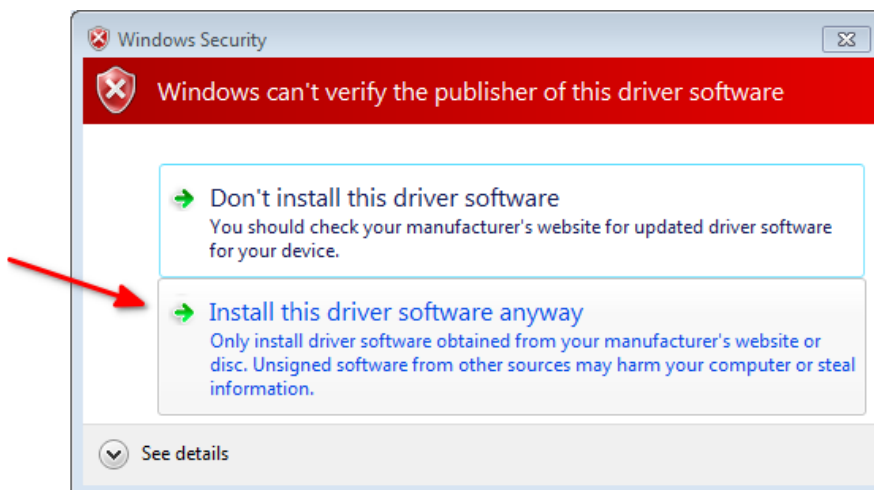 Windows Security
Windows can't verify the publisher of this driver software
Don't install this driver software
You should check your manufacturer's website for updated driver software
for your device.
Install this driver software anyway
Only install driver software obtained from your manufacturer's website or
disc. Unsigned software from other sources may harm your computer or steal
information.
See details